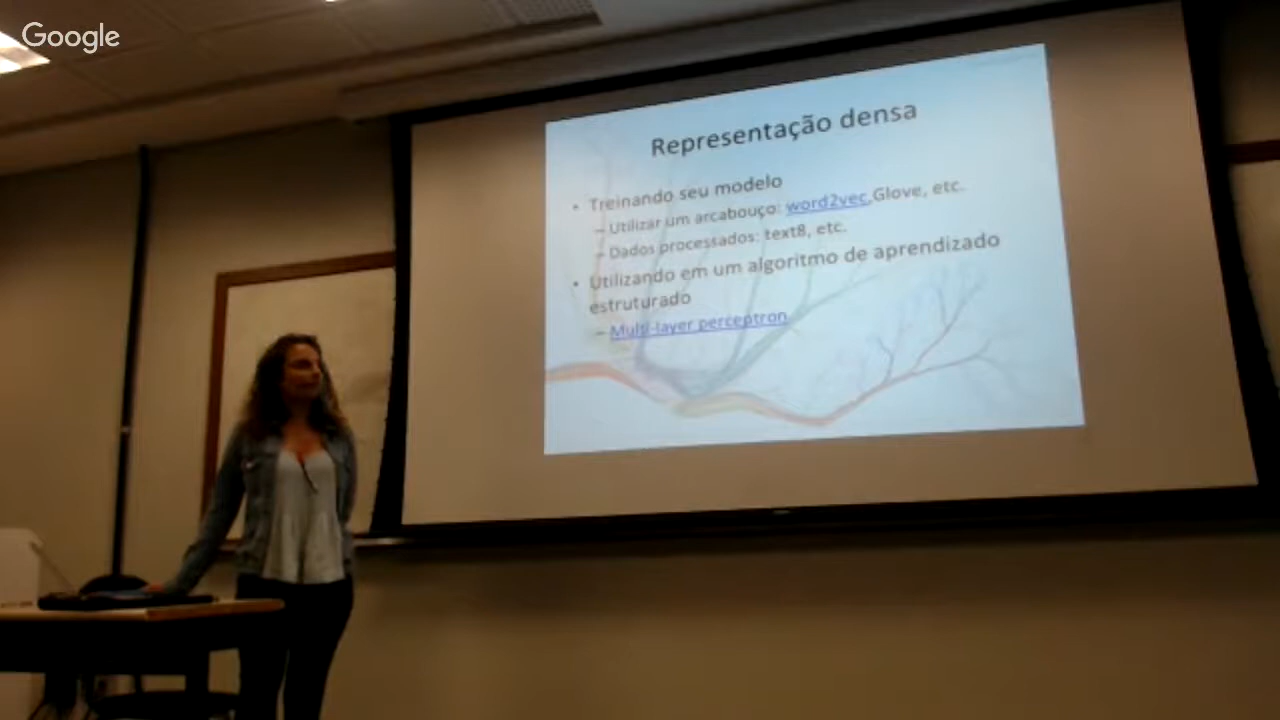 Google
Representação densa
• Treinando seu modelo
– Utilizar um arcabouço: word2vec,Glove, etc.
– Dados processados: text8, etc.
• Utilizando em um algoritmo de aprendizado
estruturado
– Multi-layer perceptron